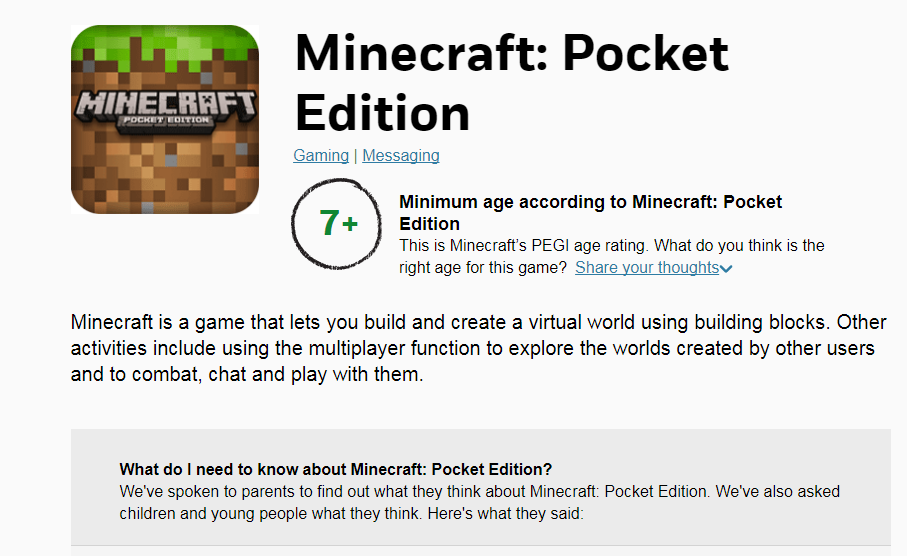 MINECRAFT
POCKET EDITION
Minecraft: Pocket
Edition
Gaming | Messaging
7+
Minimum age according to Minecraft: Pocket
Edition
This is Minecraft's PEGI age rating. What do you think is the
right age for this game? Share your thoughts
Minecraft is a game that lets you build and create a virtual world using building blocks. Other
activities include using the multiplayer function to explore the worlds created by other users
and to combat, chat and play with them.
What do I need to know about Minecraft: Pocket Edition?
We've spoken to parents to find out what they think about Minecraft: Pocket Edition. We've also asked
children and young people what they think. Here's what they said: